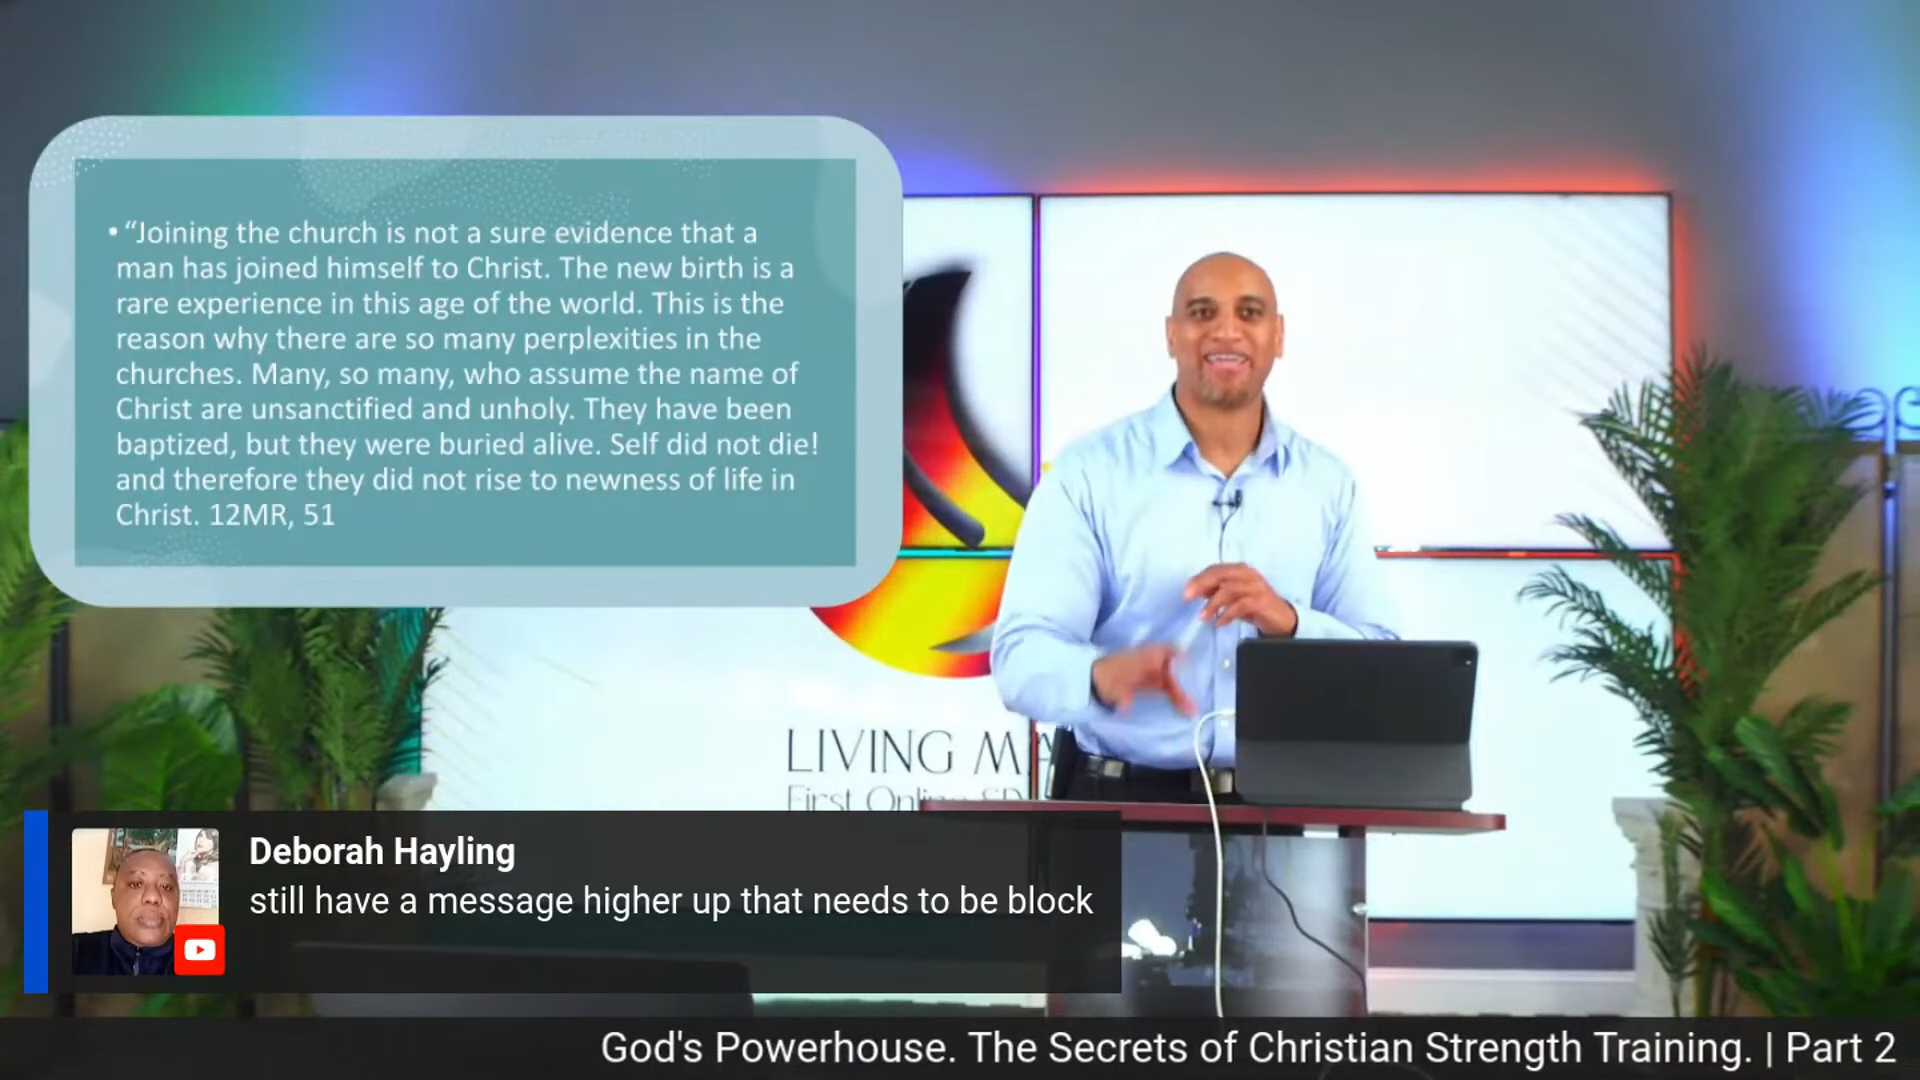 • “Joining the church is not a sure evidence that a
man has joined himself to Christ. The new birth is a
rare experience in this age of the world. This is the
reason why there are so many perplexities in the
churches. Many, so many, who assume the name of
Christ are unsanctified and unholy. They have been
baptized, but they were buried alive. Self did not die!
and therefore they did not rise to newness of life in
Christ. 12MR, 51
LIVING MA
First Online SD
Deborah Hayling
still have a message higher up that needs to be block
God's Powerhouse. The Secrets of Christian Strength Training. | Part 2